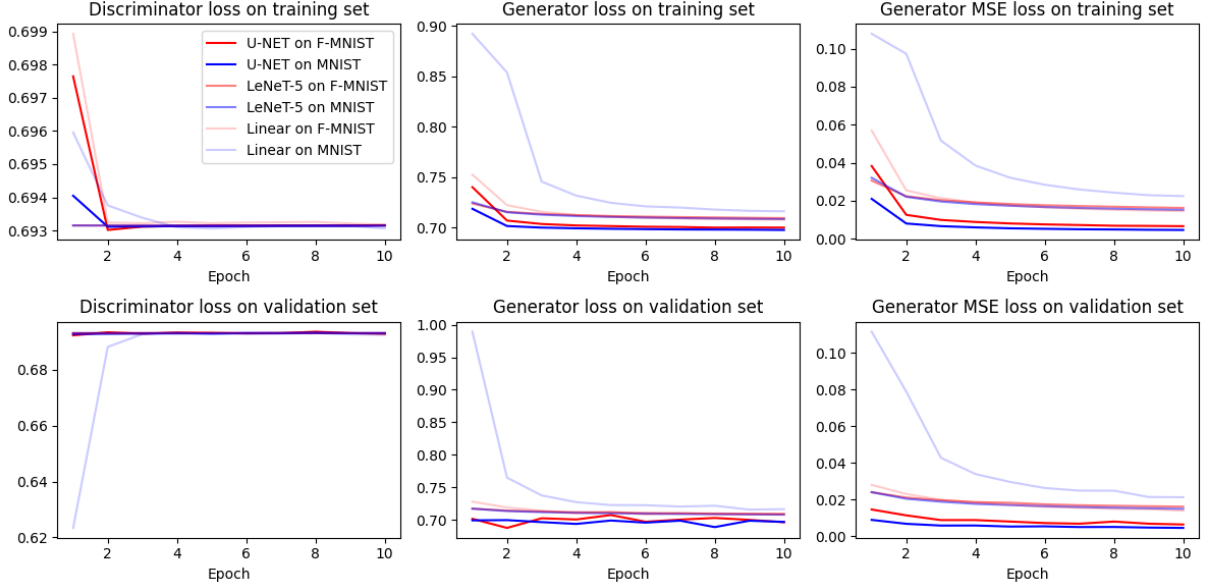 Discriminator loss on training set
0.699
0.698
0.697
0.696
0.695
0.694
0.693
U-NET on F-MNIST
U-NET on MNIST
LeNet-5 on F-MNIST
LeNet-5 on MNIST
Linear on F-MNIST
Linear on MNIST
2 4 6 8 10
Epoch
Generator loss on training set
0.90
0.85
0.80
0.75
0.70
2 4 6 8 10
Epoch
Generator MSE loss on training set
0.10
0.08
0.06
0.04
0.02
0.00
2 4 6 8 10
Epoch
Discriminator loss on validation set
0.68
0.66
0.64
0.62
2 4 6 8 10
Epoch
Generator loss on validation set
1.00
0.95
0.90
0.85
0.80
0.75
0.70
2 4 6 8 10
Epoch
Generator MSE loss on validation set
0.10
0.08
0.06
0.04
0.02
0.00
2 4 6 8 10
Epoch